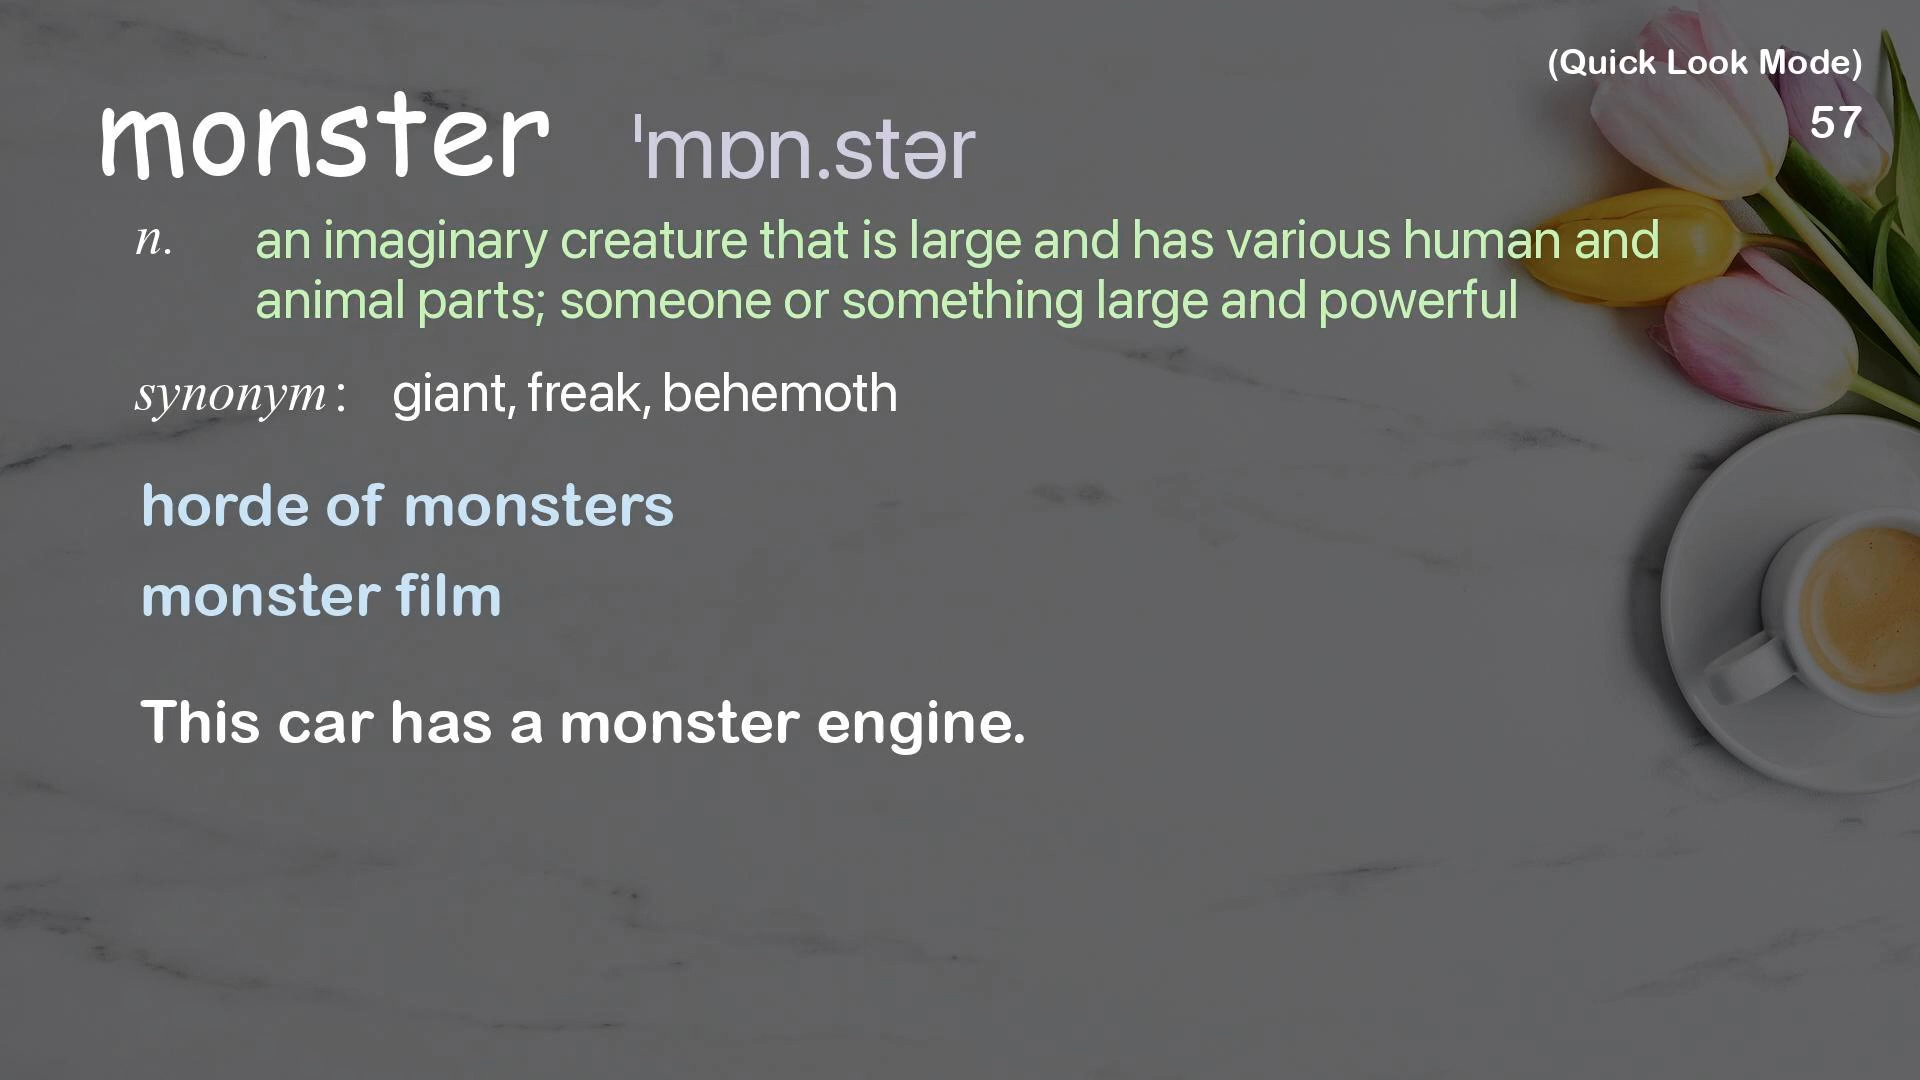 (Quick Look Mode)
57
monster ˈmɒn.stər
n. an imaginary creature that is large and has various human and
animal parts; someone or something large and powerful
synonym: giant, freak, behemoth
horde of monsters
monster film
This car has a monster engine.